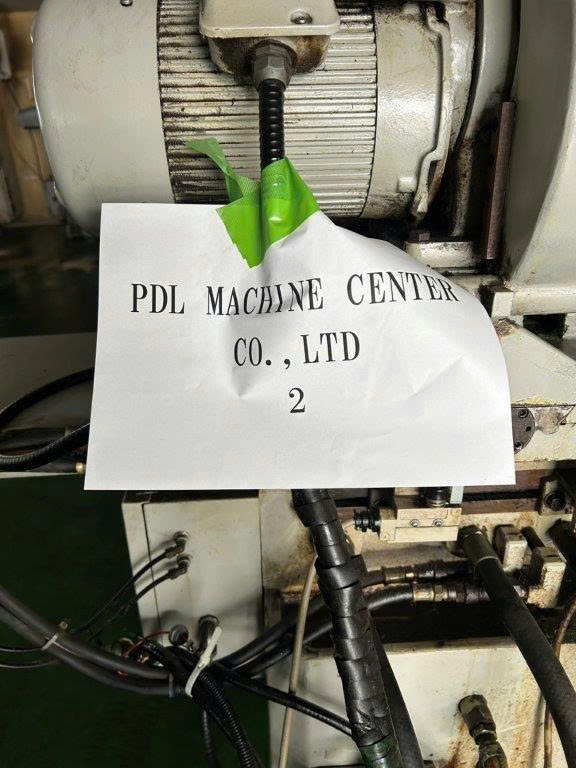 PDL MACHINE CENTER
CO.,LTD
2